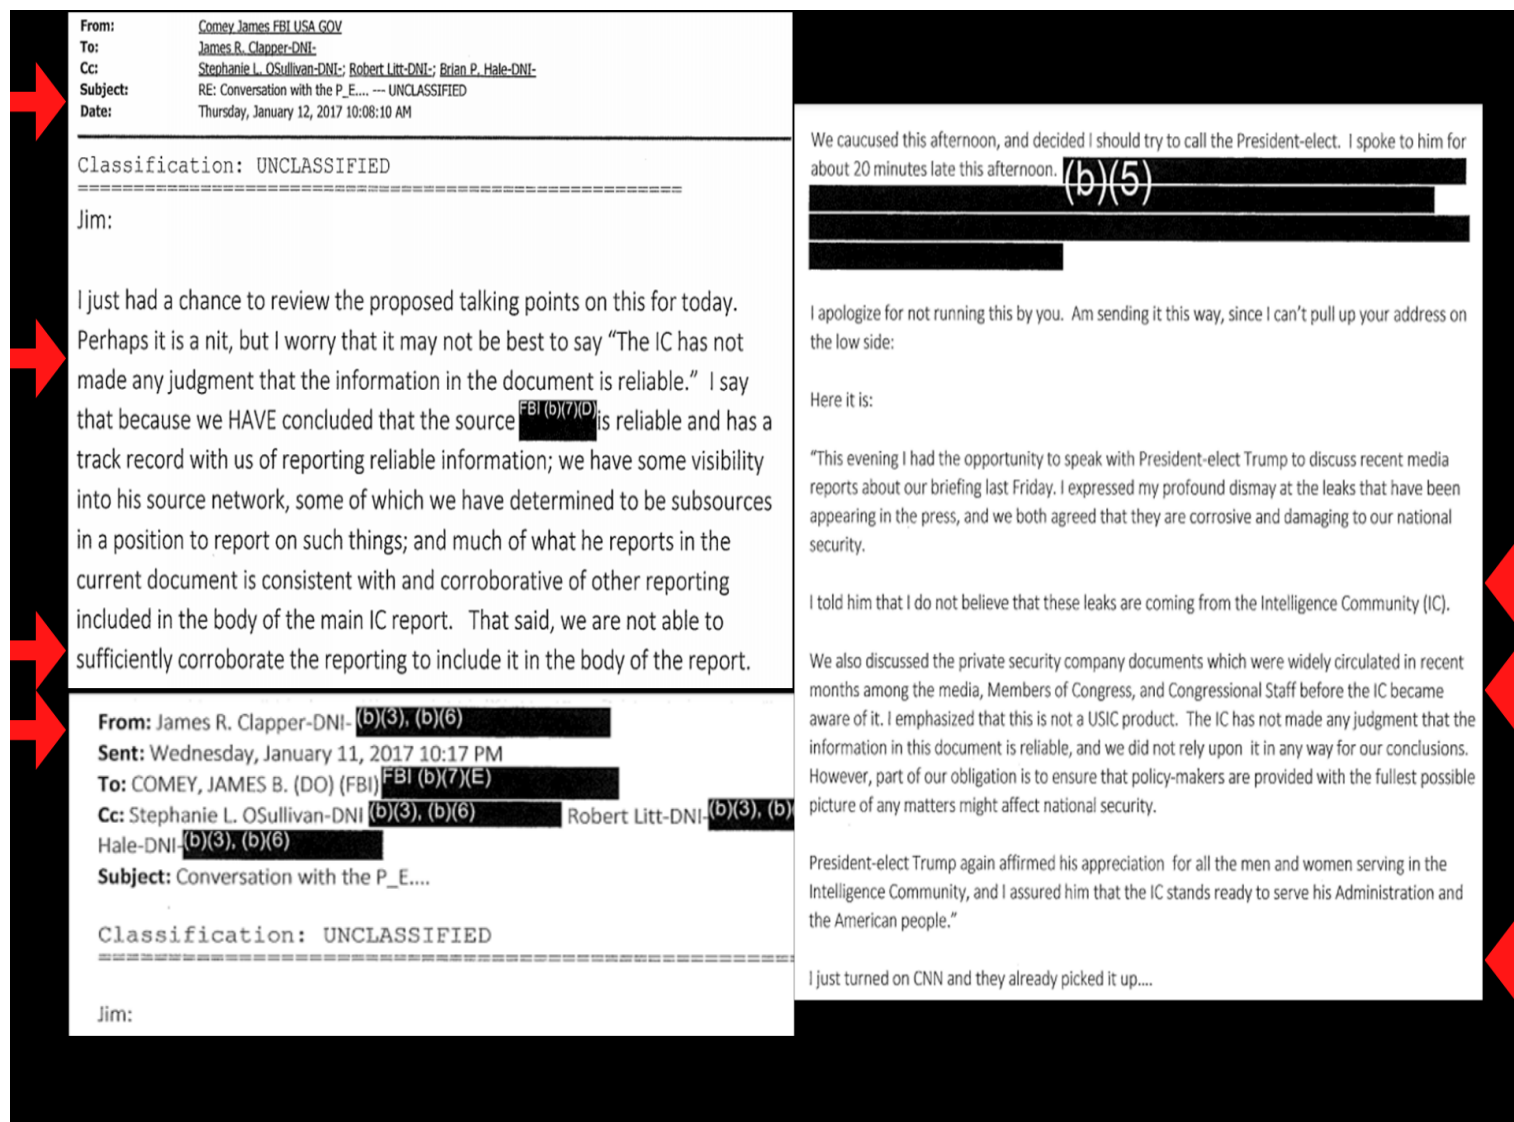 From: Comey James FBI USA GOV
To: James R. Clapper-DNI-
Cc: Stephanie L. OSullivan-DNI-; Robert Litt-DNI-; Brian P. Hale-DNI-
Subject: RE: Conversation with the P_E.... --- UNCLASSIFIED
Date: Thursday, January 12, 2017 10:08:10 AM
Classification: UNCLASSIFIED
======================================================
Jim:
I just had a chance to review the proposed talking points on this for today.
Perhaps it is a nit, but I worry that it may not be best to say “The IC has not
made any judgment that the information in the document is reliable.”  I say
that because we HAVE concluded that the source FBI (b)(7)(D) is reliable and has a
track record with us of reporting reliable information; we have some visibility
into his source network, some of which we have determined to be subsources
in a position to report on such things; and much of what he reports in the
current document is consistent with and corroborative of other reporting
included in the body of the main IC report.  That said, we are not able to
sufficiently corroborate the reporting to include it in the body of the report.
From: James R. Clapper-DNI- (b)(3), (b)(6)
Sent: Wednesday, January 11, 2017 10:17 PM
To: COMEY, JAMES B. (DO) (FBI) FBI (b)(7)(E)
Cc: Stephanie L. OSullivan-DNI (b)(3), (b)(6) Robert Litt-DNI- (b)(3), (b)(
Hale-DNI- (b)(3), (b)(6)
Subject: Conversation with the P_E....
Classification: UNCLASSIFIED
======================================================
Jim:
We caucused this afternoon, and decided I should try to call the President-elect.  I spoke to him for
about 20 minutes late this afternoon. (b)(5)
I apologize for not running this by you.  Am sending it this way, since I can’t pull up your address on
the low side:
Here it is:
“This evening I had the opportunity to speak with President-elect Trump to discuss recent media
reports about our briefing last Friday. I expressed my profound dismay at the leaks that have been
appearing in the press, and we both agreed that they are corrosive and damaging to our national
security.
I told him that I do not believe that these leaks are coming from the Intelligence Community (IC).
We also discussed the private security company documents which were widely circulated in recent
months among the media, Members of Congress, and Congressional Staff before the IC became
aware of it. I emphasized that this is not a USIC product.  The IC has not made any judgment that the
information in this document is reliable, and we did not rely upon  it in any way for our conclusions.
However, part of our obligation is to ensure that policy-makers are provided with the fullest possible
picture of any matters might affect national security.
President-elect Trump again affirmed his appreciation  for all the men and women serving in the
Intelligence Community, and I assured him that the IC stands ready to serve his Administration and
the American people.”
I just turned on CNN and they already picked it up....